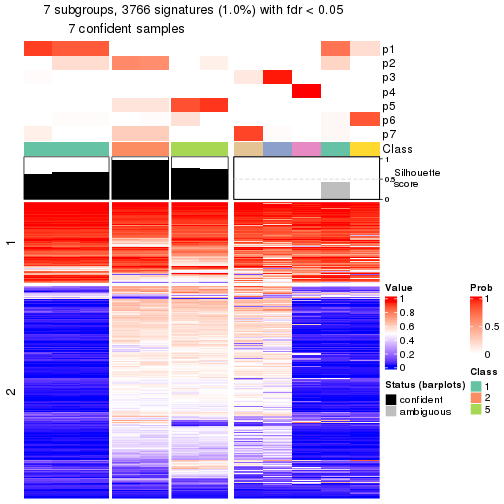 7 subgroups, 3766 signatures (1.0%) with fdr < 0.05
7 confident samples
p1
p2
p3
p4
p5
p6
p7
Class
1
0.5
0
Silhouette
score
1
2
Value
1
0.8
0.6
0.4
0.2
0
Prob
1
0.5
0
Status (barplots)
confident
ambiguous
Class
1
2
5